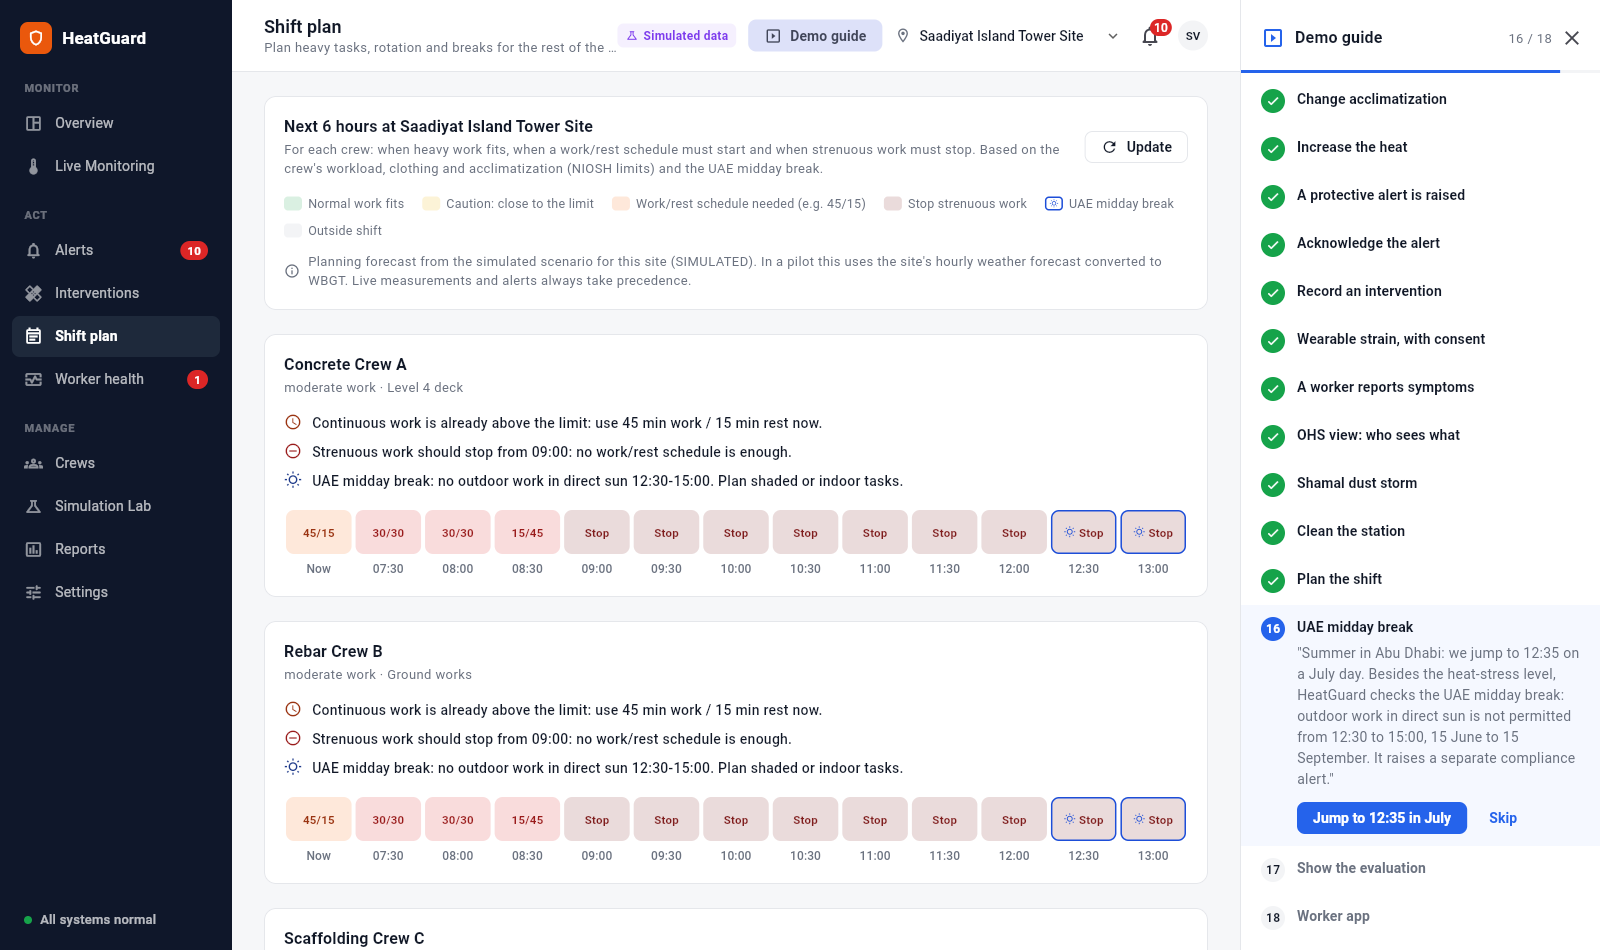 HeatGuard
MONITOR
Overview
Live Monitoring
ACT
Alerts 10
Interventions
Shift plan
Worker health 1
MANAGE
Crews
Simulation Lab
Reports
Settings
All systems normal
Shift plan
Plan heavy tasks, rotation and breaks for the rest of the ...
Simulated data
Demo guide
Saadiyat Island Tower Site
10
SV
Next 6 hours at Saadiyat Island Tower Site
For each crew: when heavy work fits, when a work/rest schedule must start and when strenuous work must stop. Based on the
crew's workload, clothing and acclimatization (NIOSH limits) and the UAE midday break.
Update
Normal work fits Caution: close to the limit Work/rest schedule needed (e.g. 45/15) Stop strenuous work UAE midday break
Outside shift
Planning forecast from the simulated scenario for this site (SIMULATED). In a pilot this uses the site's hourly weather forecast converted to
WBGT. Live measurements and alerts always take precedence.
Concrete Crew A
moderate work · Level 4 deck
Continuous work is already above the limit: use 45 min work / 15 min rest now.
Strenuous work should stop from 09:00: no work/rest schedule is enough.
UAE midday break: no outdoor work in direct sun 12:30-15:00. Plan shaded or indoor tasks.
45/15 30/30 30/30 15/45 Stop Stop Stop Stop Stop Stop Stop Stop Stop
Now 07:30 08:00 08:30 09:00 09:30 10:00 10:30 11:00 11:30 12:00 12:30 13:00
Rebar Crew B
moderate work · Ground works
Continuous work is already above the limit: use 45 min work / 15 min rest now.
Strenuous work should stop from 09:00: no work/rest schedule is enough.
UAE midday break: no outdoor work in direct sun 12:30-15:00. Plan shaded or indoor tasks.
45/15 30/30 30/30 15/45 Stop Stop Stop Stop Stop Stop Stop Stop Stop
Now 07:30 08:00 08:30 09:00 09:30 10:00 10:30 11:00 11:30 12:00 12:30 13:00
Scaffolding Crew C
Demo guide 16 / 18
Change acclimatization
Increase the heat
A protective alert is raised
Acknowledge the alert
Record an intervention
Wearable strain, with consent
A worker reports symptoms
OHS view: who sees what
Shamal dust storm
Clean the station
Plan the shift
16 UAE midday break
"Summer in Abu Dhabi: we jump to 12:35 on
a July day. Besides the heat-stress level,
HeatGuard checks the UAE midday break:
outdoor work in direct sun is not permitted
from 12:30 to 15:00, 15 June to 15
September. It raises a separate compliance
alert."
Jump to 12:35 in July Skip
17 Show the evaluation
18 Worker app